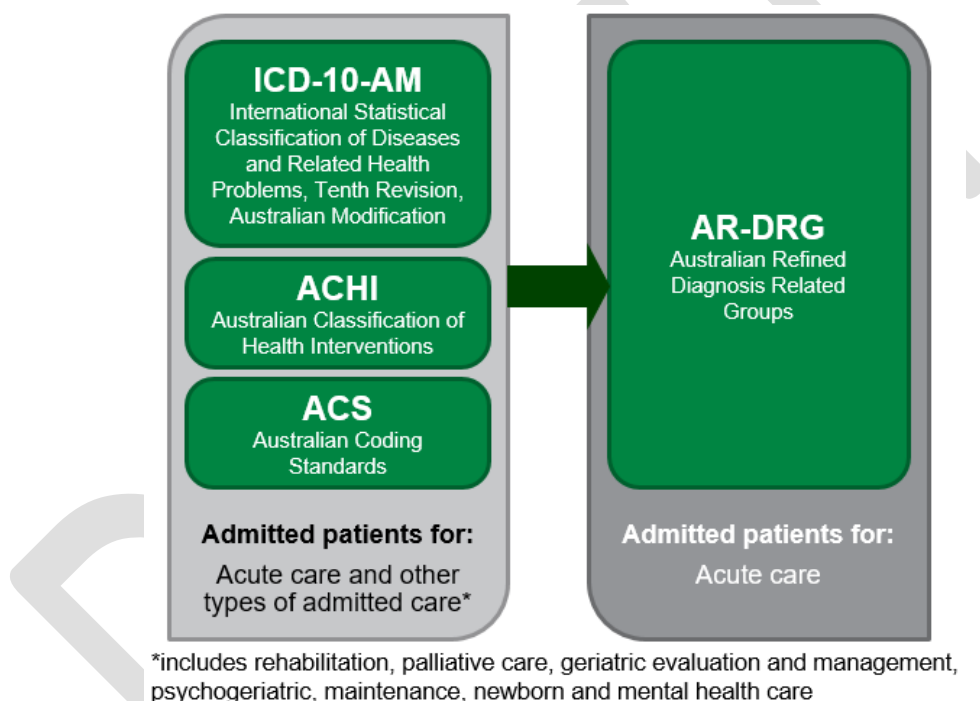 ICD-10-AM
International Statistical
Classification of Diseases
and Related Health
Problems, Tenth Revision,
Australian Modification
ACHI
Australian Classification of
Health Interventions
ACS
Australian Coding
Standards
Admitted patients for:
Acute care and other
types of admitted care*
AR-DRG
Australian Refined
Diagnosis Related
Groups
Admitted patients for:
Acute care
*includes rehabilitation, palliative care, geriatric evaluation and management,
psychogeriatric, maintenance, newborn and mental health care